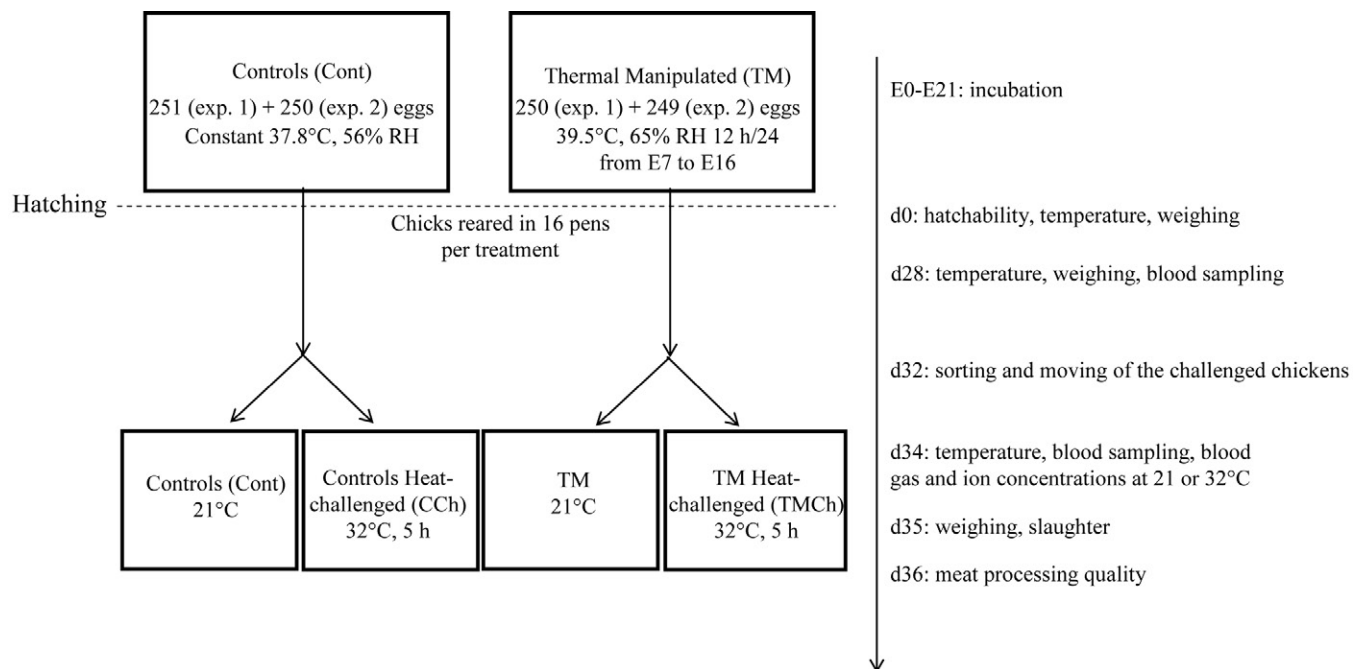 Controls (Cont)
251 (exp. 1) + 250 (exp. 2) eggs
Constant 37.8°C, 56% RH
Thermal Manipulated (TM)
250 (exp. 1) + 249 (exp. 2) eggs
39.5°C, 65% RH 12 h/24
from E7 to E16
E0-E21: incubation
Hatching
Chicks reared in 16 pens
per treatment
d0: hatchability, temperature, weighing
d28: temperature, weighing, blood sampling
d32: sorting and moving of the challenged chickens
Controls (Cont)
21°C
Controls Heat-
challenged (CCh)
32°C, 5 h
TM
21°C
TM Heat-
challenged (TMCh)
32°C, 5 h
d34: temperature, blood sampling, blood
gas and ion concentrations at 21 or 32°C
d35: weighing, slaughter
d36: meat processing quality